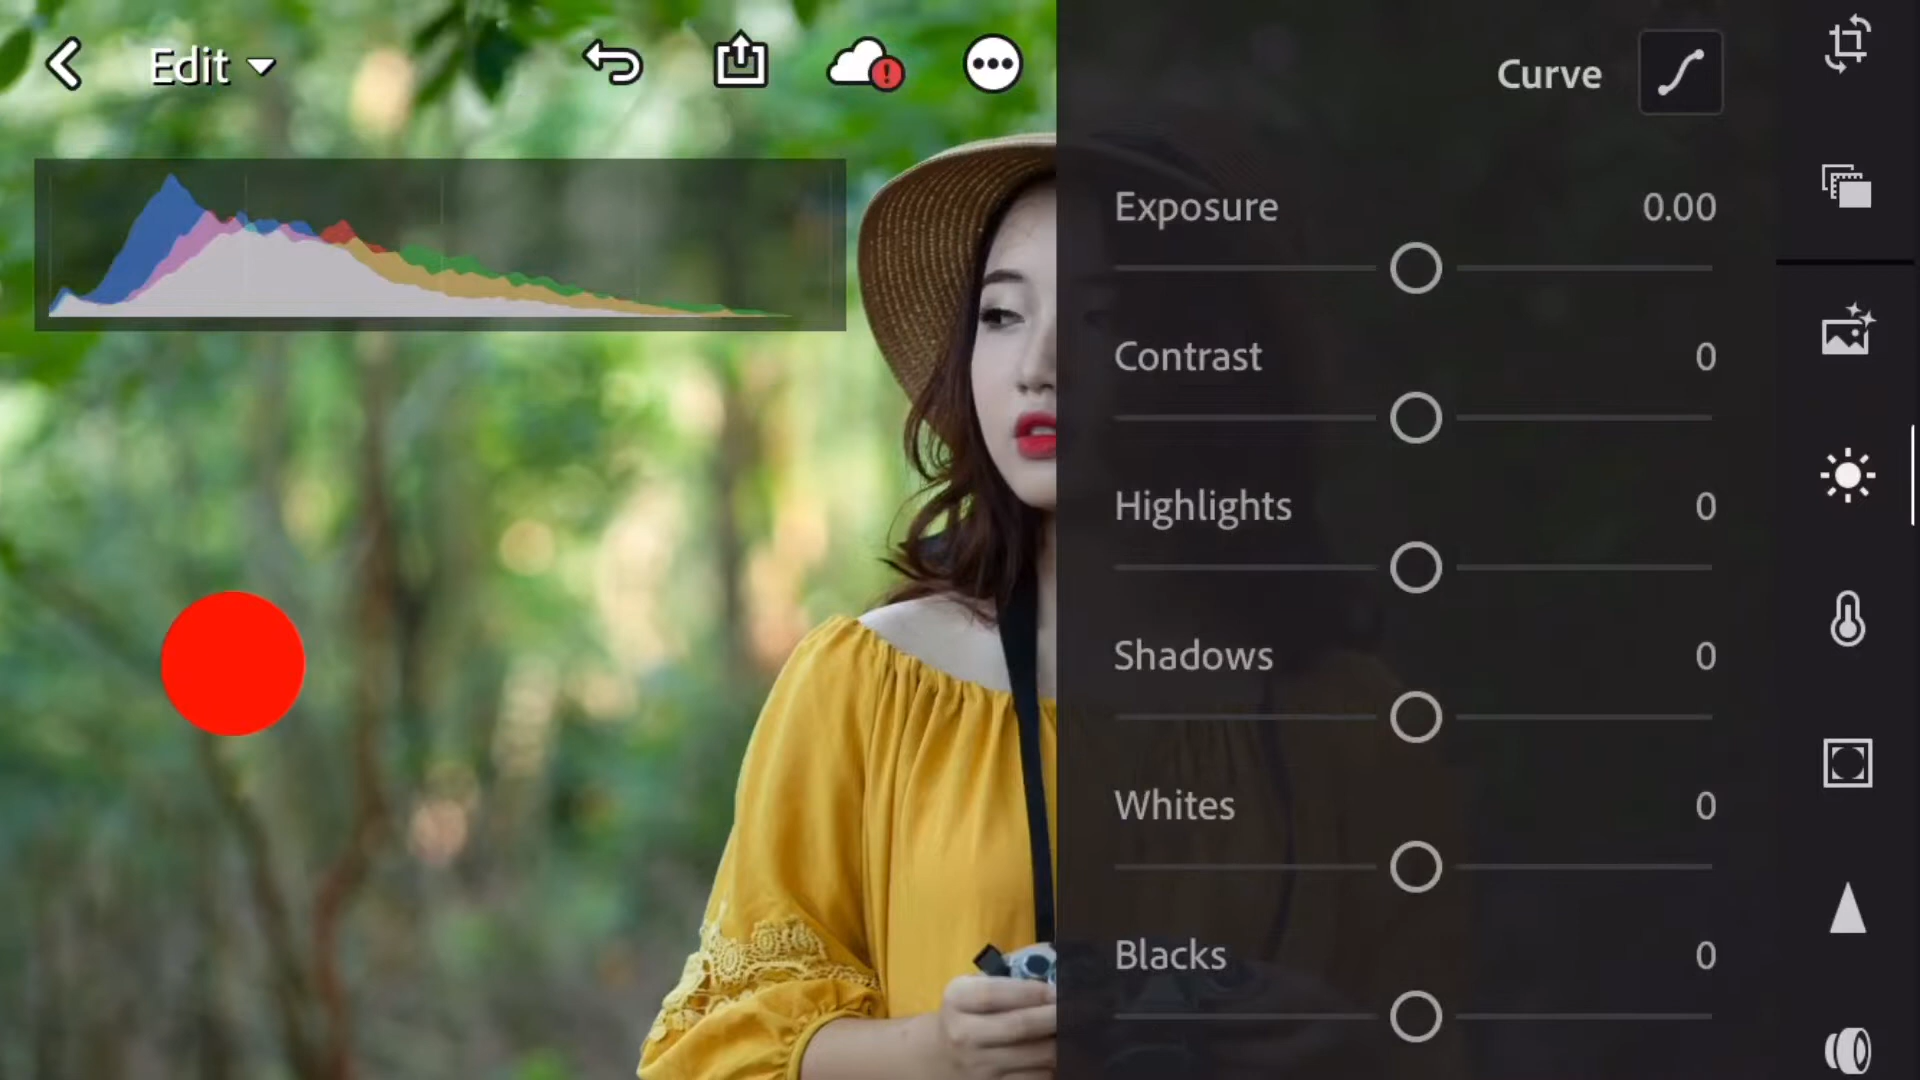 Edit
Curve
Exposure 0.00
Contrast 0
Highlights 0
Shadows 0
Whites 0
Blacks 0